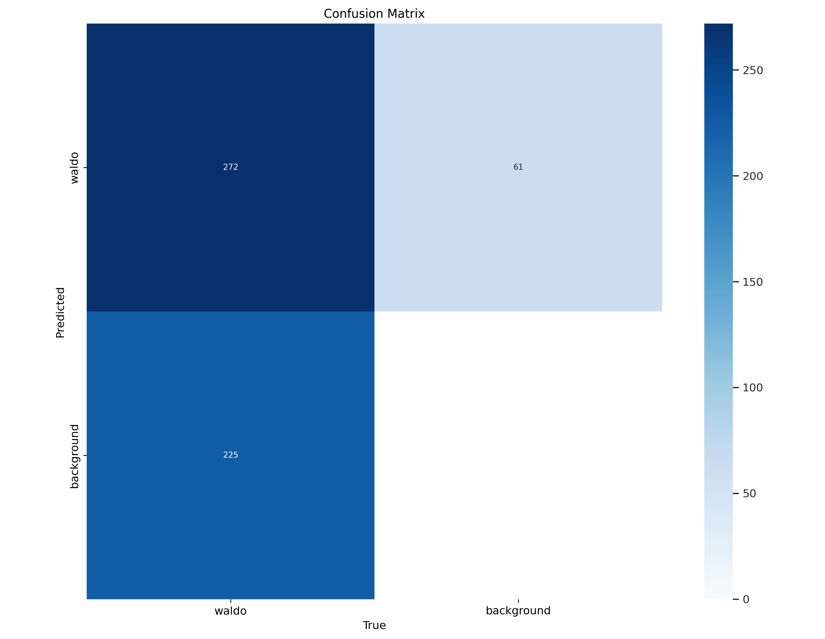 Confusion Matrix
waldo
272
61
Predicted
background
225
waldo
background
True
250
200
150
100
50
0